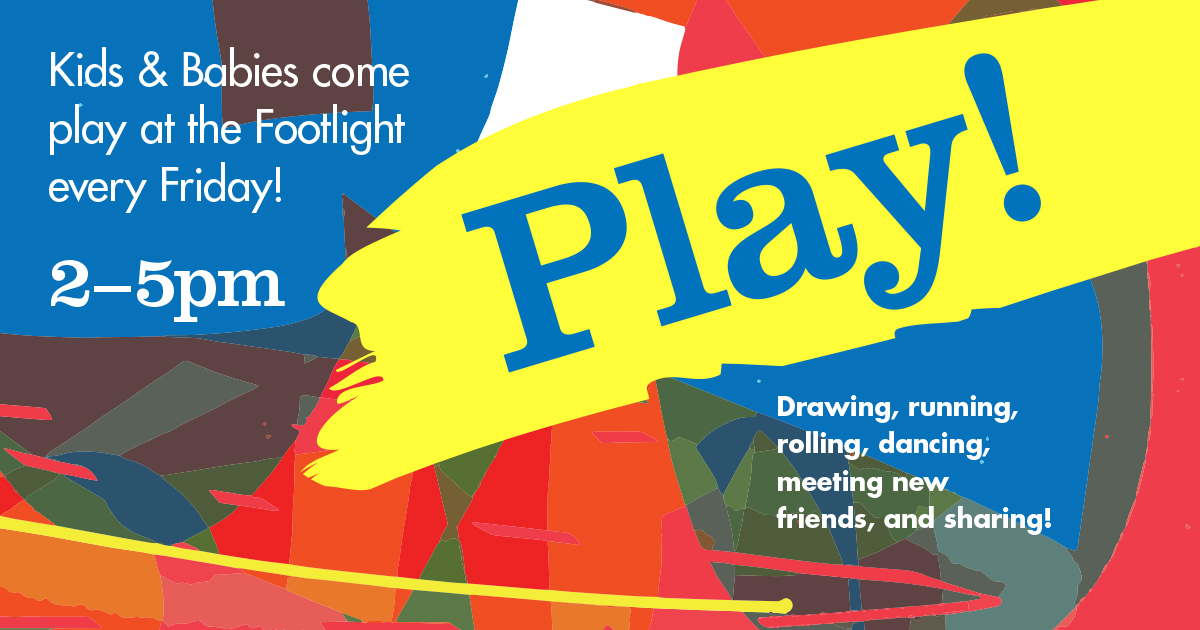 Kids & Babies come
play at the Footlight
every Friday!
2–5pm
Play!
Drawing, running,
rolling, dancing,
meeting new
friends, and sharing!